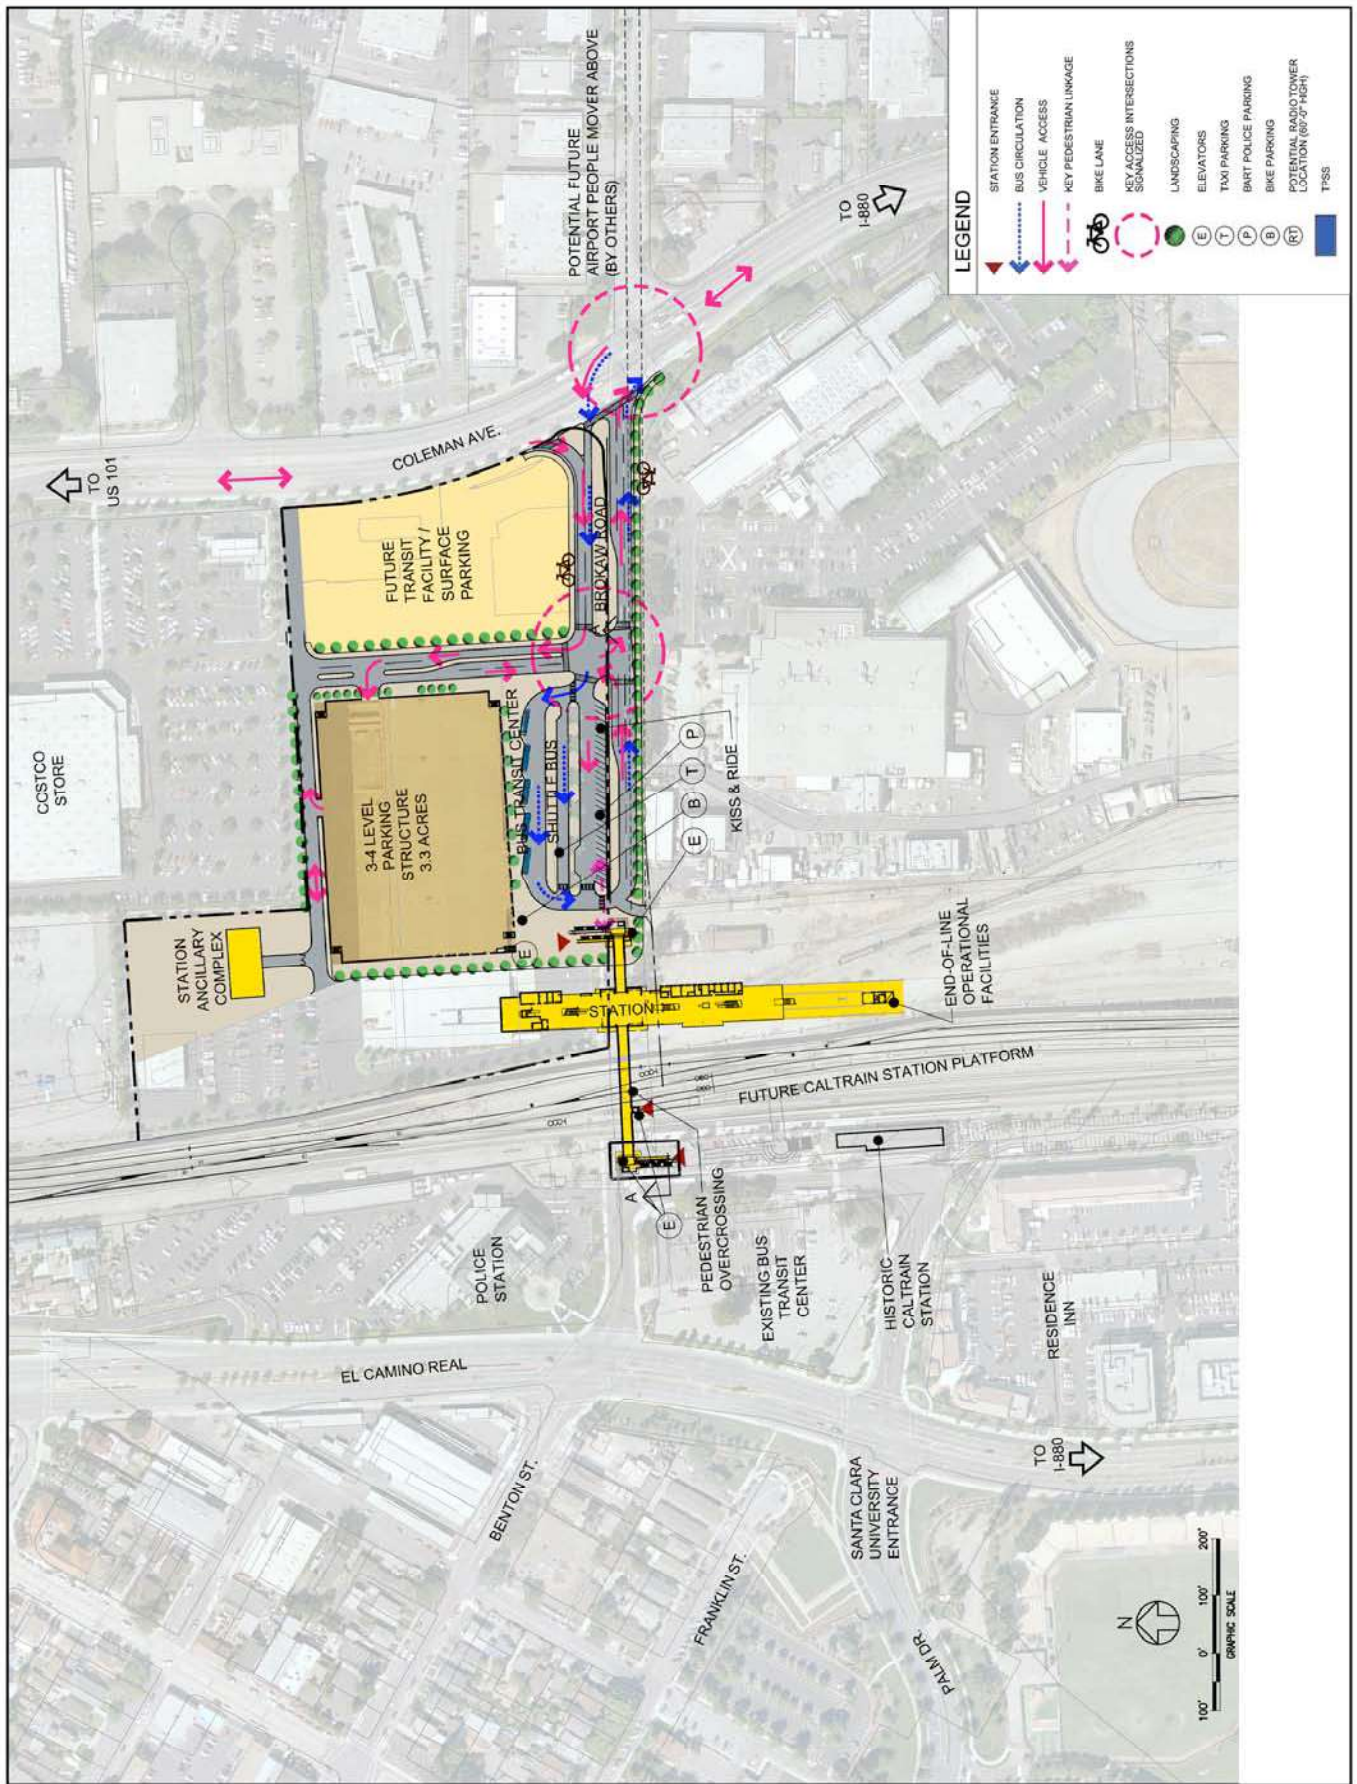 COSTCO
STORE
STATION
ANCILLARY
COMPLEX
3-4 LEVEL
PARKING
STRUCTURE
3.3 ACRES
FUTURE
TRANSIT
FACILITY /
SURFACE
PARKING
TO
US 101
COLEMAN AVE.
POTENTIAL FUTURE
AIRPORT PEOPLE MOVER ABOVE
(BY OTHERS)
TO
I-880
BROKAW ROAD
A
BUS TRANSIT CENTER
SHUTTLE BUS
P
T
B
E
KISS & RIDE
E
STATION
END-OF-LINE
OPERATIONAL
FACILITIES
FUTURE CALTRAIN STATION PLATFORM
A
E
PEDESTRIAN
OVERCROSSING
POLICE
STATION
EXISTING BUS
TRANSIT
CENTER
HISTORIC
CALTRAIN
STATION
RESIDENCE
INN
EL CAMINO REAL
BENTON ST.
FRANKLIN ST.
SANTA CLARA
UNIVERSITY
ENTRANCE
PALM DR.
TO
I-880
N
100' 0' 100' 200'
GRAPHIC SCALE
LEGEND
STATION ENTRANCE
BUS CIRCULATION
VEHICLE ACCESS
KEY PEDESTRIAN LINKAGE
BIKE LANE
KEY ACCESS INTERSECTIONS
SIGNALIZED
LANDSCAPING
E ELEVATORS
T TAXI PARKING
P BART POLICE PARKING
B BIKE PARKING
RT POTENTIAL RADIO TOWER
LOCATION (60'-0" HIGH)
TPSS